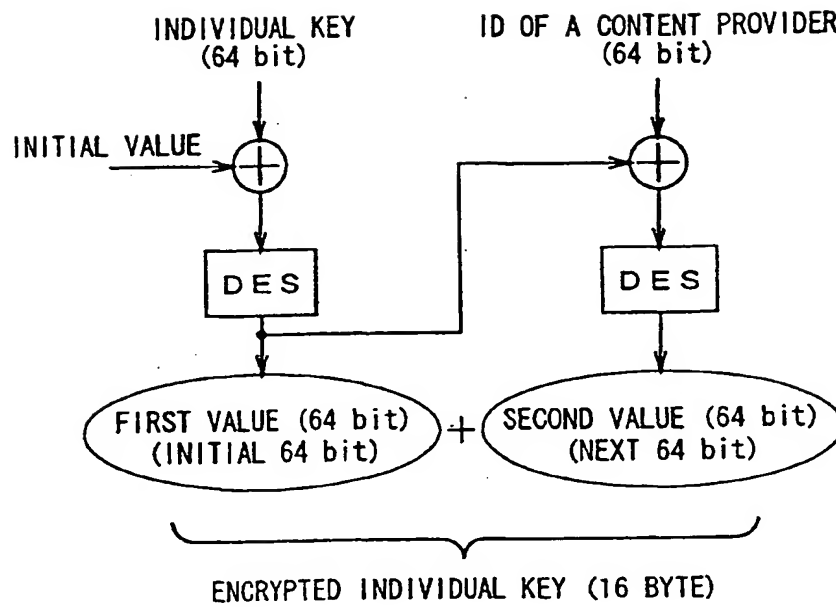 INDIVIDUAL KEY
(64 bit)
ID OF A CONTENT PROVIDER
(64 bit)
INITIAL VALUE
DES
DES
FIRST VALUE (64 bit)
(INITIAL 64 bit)
+
SECOND VALUE (64 bit)
(NEXT 64 bit)
ENCRYPTED INDIVIDUAL KEY (16 BYTE)